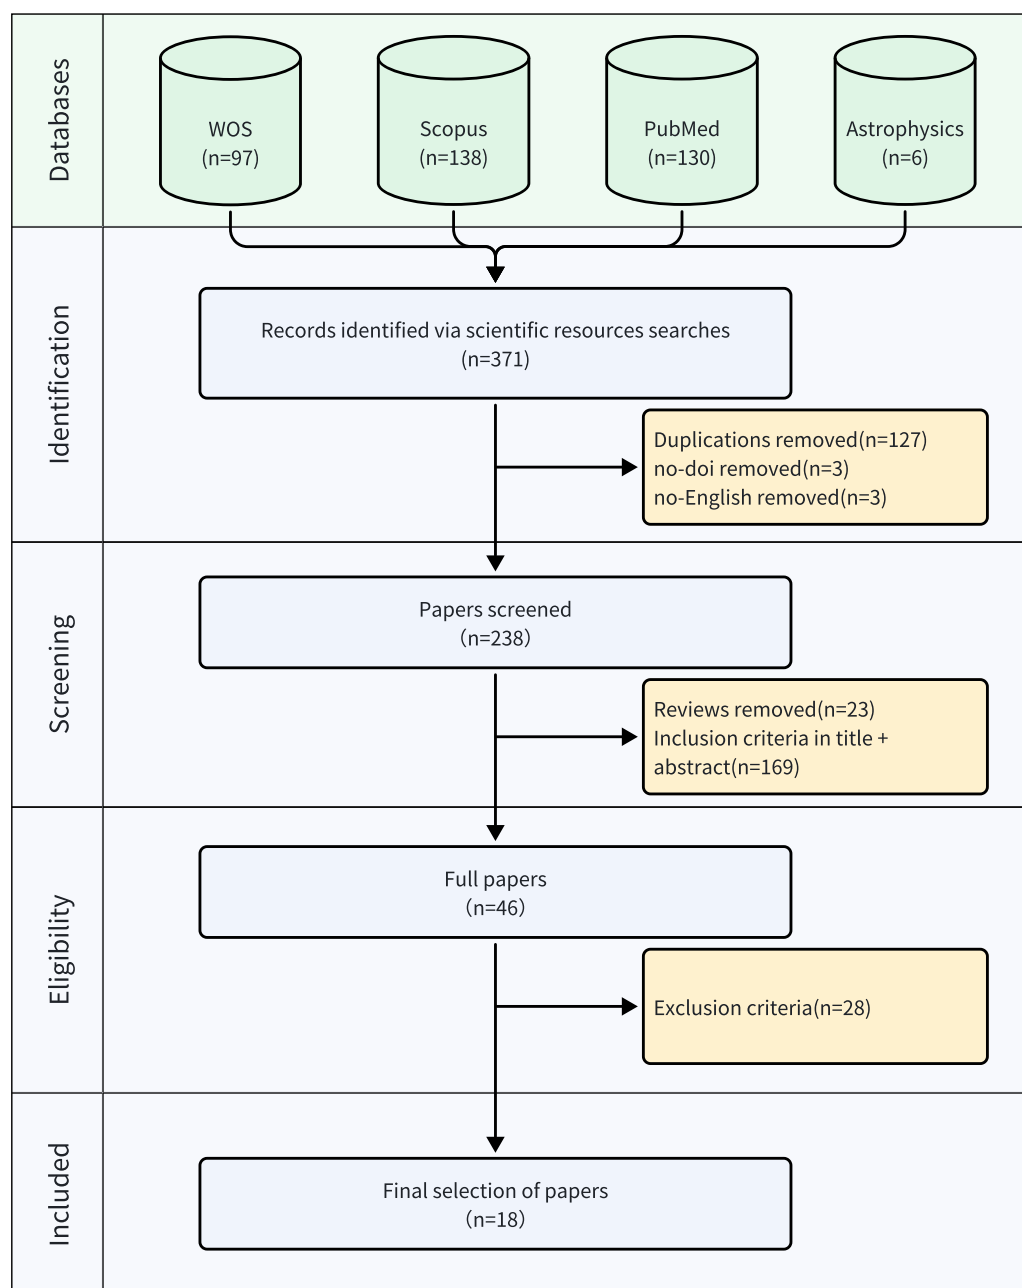 Databases
WOS
(n=97)
Scopus
(n=138)
PubMed
(n=130)
Astrophysics
(n=6)
Identification
Records identified via scientific resources searches
(n=371)
Duplications removed(n=127)
no-doi removed(n=3)
no-English removed(n=3)
Screening
Papers screened
（n=238）
Reviews removed(n=23)
Inclusion criteria in title +
abstract(n=169)
Eligibility
Full papers
（n=46）
Exclusion criteria(n=28)
Included
Final selection of papers
（n=18）